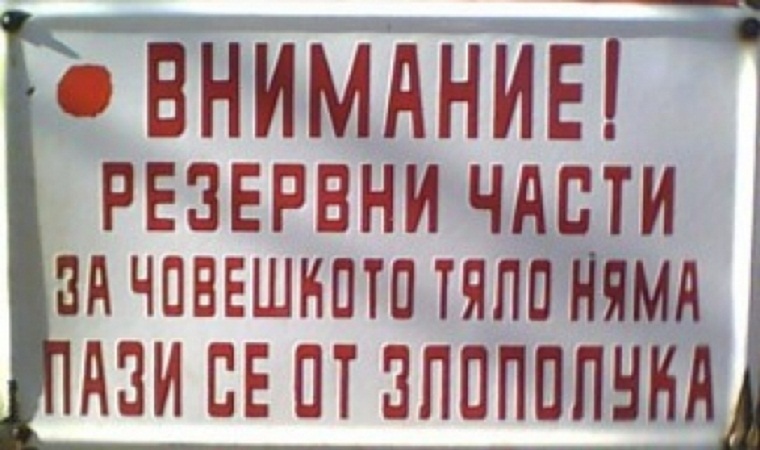 ВНИМАНИЕ!
РЕЗЕРВНИ ЧАСТИ
ЗА ЧОВЕШКОТО ТЯЛО НЯМА
ПАЗИ СЕ ОТ ЗЛОПОЛУКА